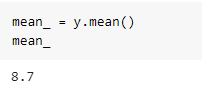 mean_ = y.mean()
mean_
8.7